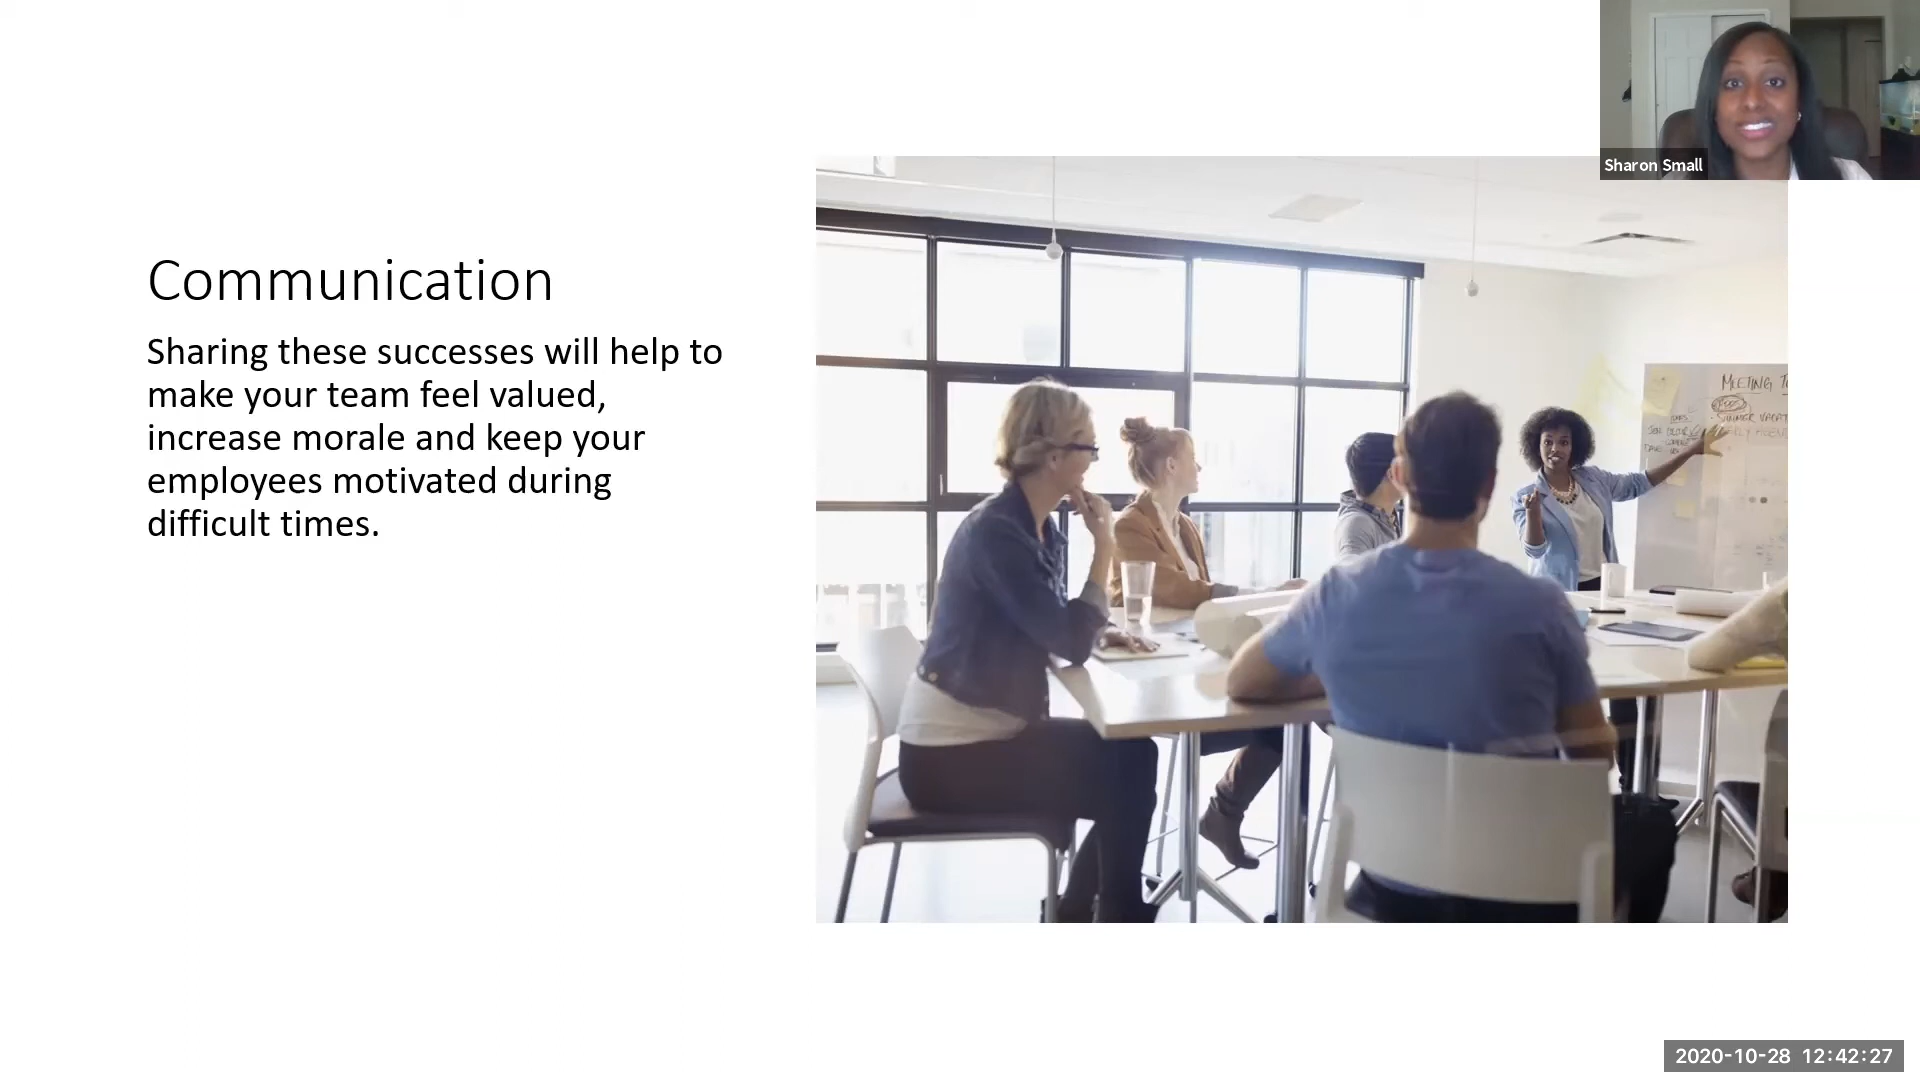 Sharon Small
Communication
Sharing these successes will help to
make your team feel valued,
increase morale and keep your
employees motivated during
difficult times.
MEETING
2020-10-28 12:42:27